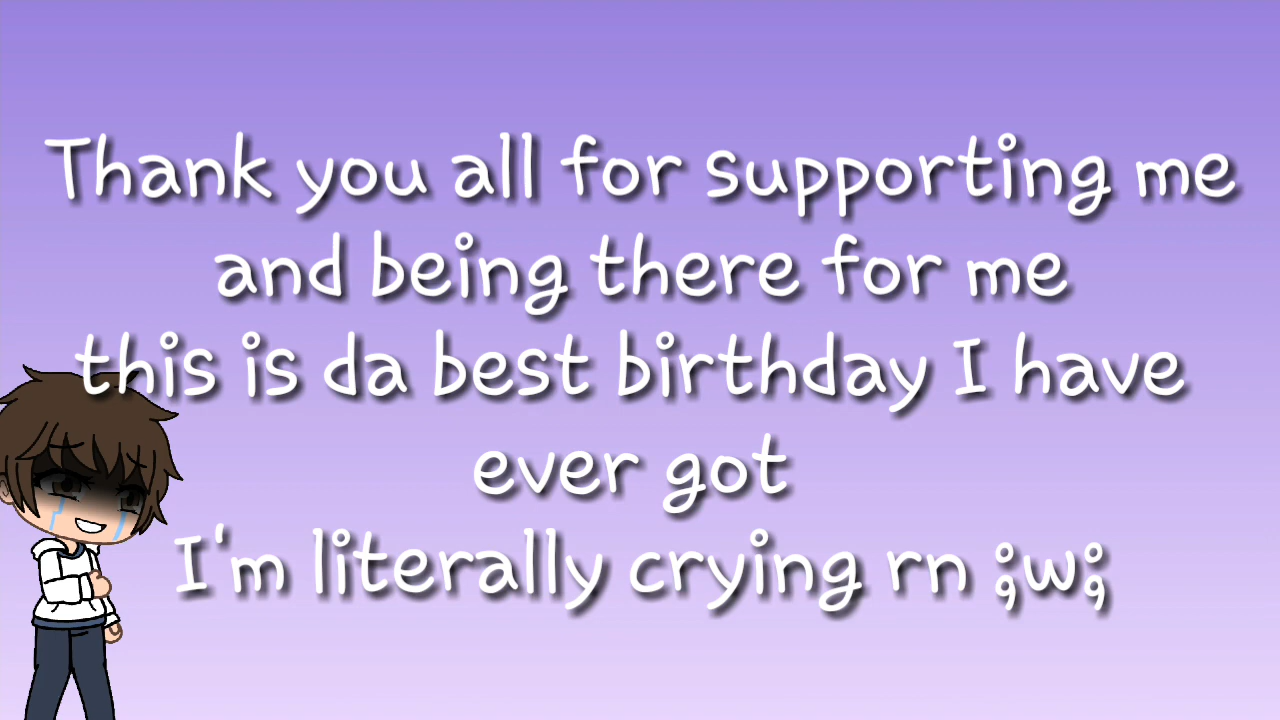 Thank you all for supporting me
and being there for me
this is da best birthday I have
ever got
I'm literally crying rn ;w;